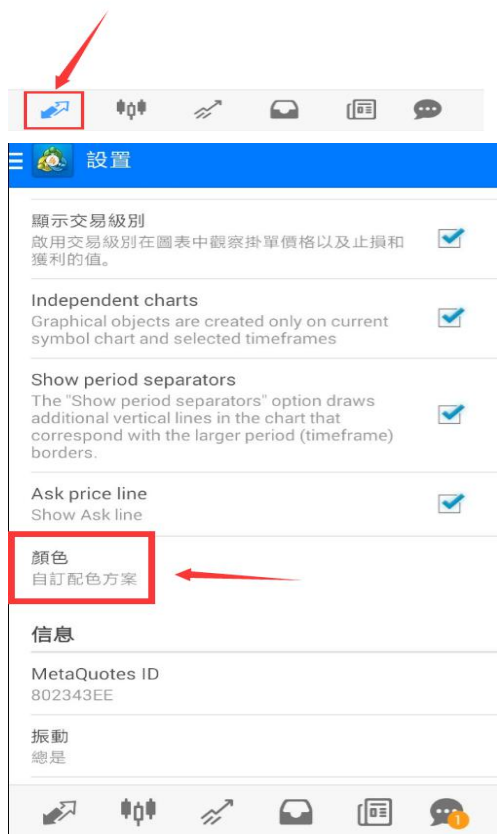 設置
顯示交易級別
啟用交易級別在圖表中觀察掛單價格以及止損和
獲利的值。
Independent charts
Graphical objects are created only on current
symbol chart and selected timeframes
Show period separators
The "Show period separators" option draws
additional vertical lines in the chart that
correspond with the larger period (timeframe)
borders.
Ask price line
Show Ask line
顏色
自訂配色方案
信息
MetaQuotes ID
802343EE
振動
總是
1